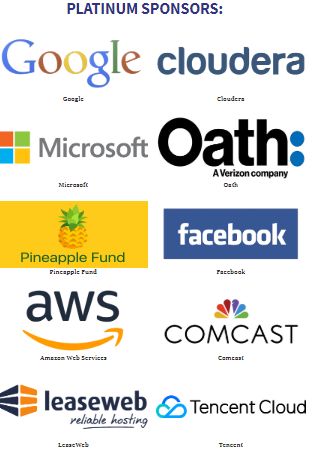 PLATINUM SPONSORS:
Google cloudera
Google Cloudera
Microsoft Oath:
A Verizon company
Microsoft Oath
Pineapple Fund facebook
Pineapple Fund Facebook
aws COMCAST
Amazon Web Services Comcast
leaseweb Tencent Cloud
reliable hosting
LeaseWeb Tencent